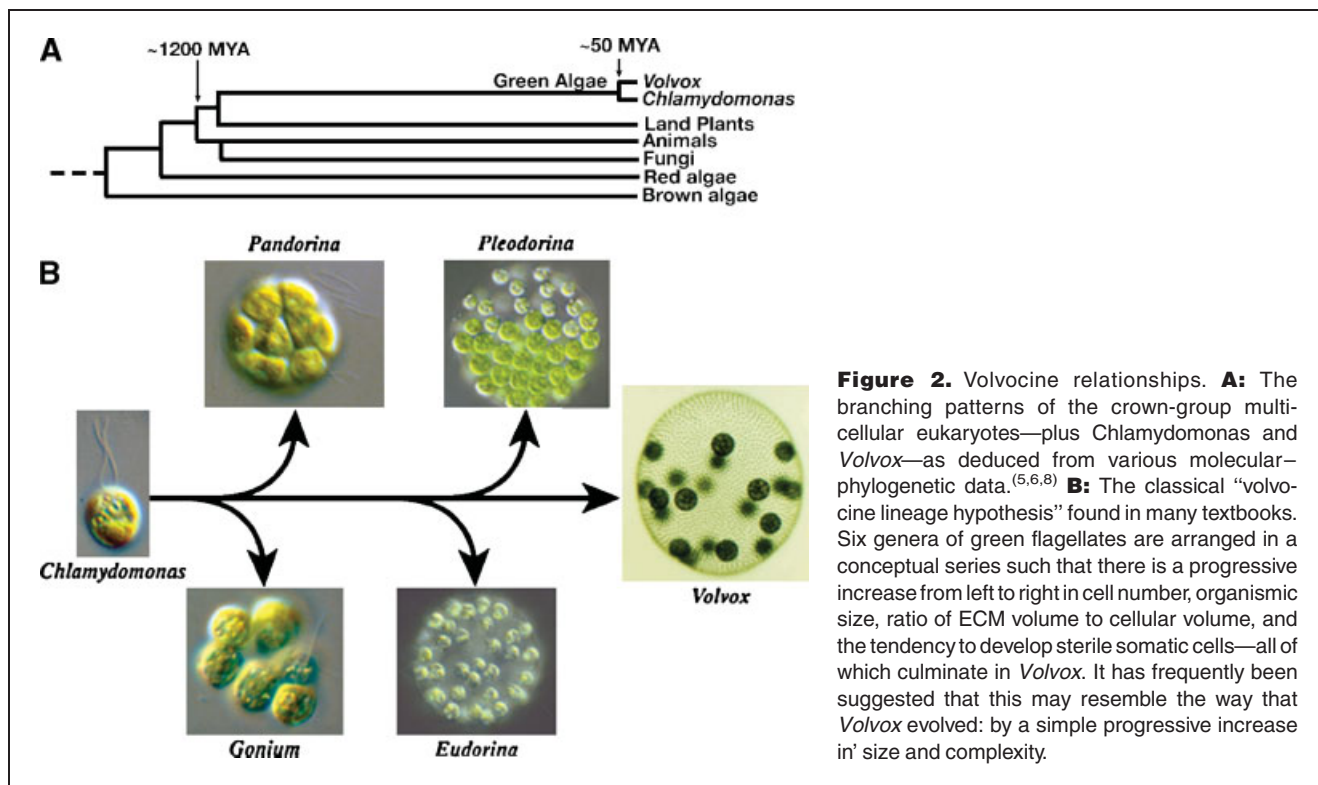 A
~1200 MYA
~50 MYA
Green Algae
Volvox
Chlamydomonas
Land Plants
Animals
Fungi
Red algae
Brown algae
B
Pandorina
Pleodorina
Chlamydomonas
Volvox
Gonium
Eudorina
Figure 2. Volvocine relationships. A: The
branching patterns of the crown-group multi-
cellular eukaryotes—plus Chlamydomonas and
Volvox—as deduced from various molecular–
phylogenetic data.(5,6,8) B: The classical “volvo-
cine lineage hypothesis” found in many textbooks.
Six genera of green flagellates are arranged in a
conceptual series such that there is a progressive
increase from left to right in cell number, organismic
size, ratio of ECM volume to cellular volume, and
the tendency to develop sterile somatic cells—all of
which culminate in Volvox. It has frequently been
suggested that this may resemble the way that
Volvox evolved: by a simple progressive increase
in’ size and complexity.